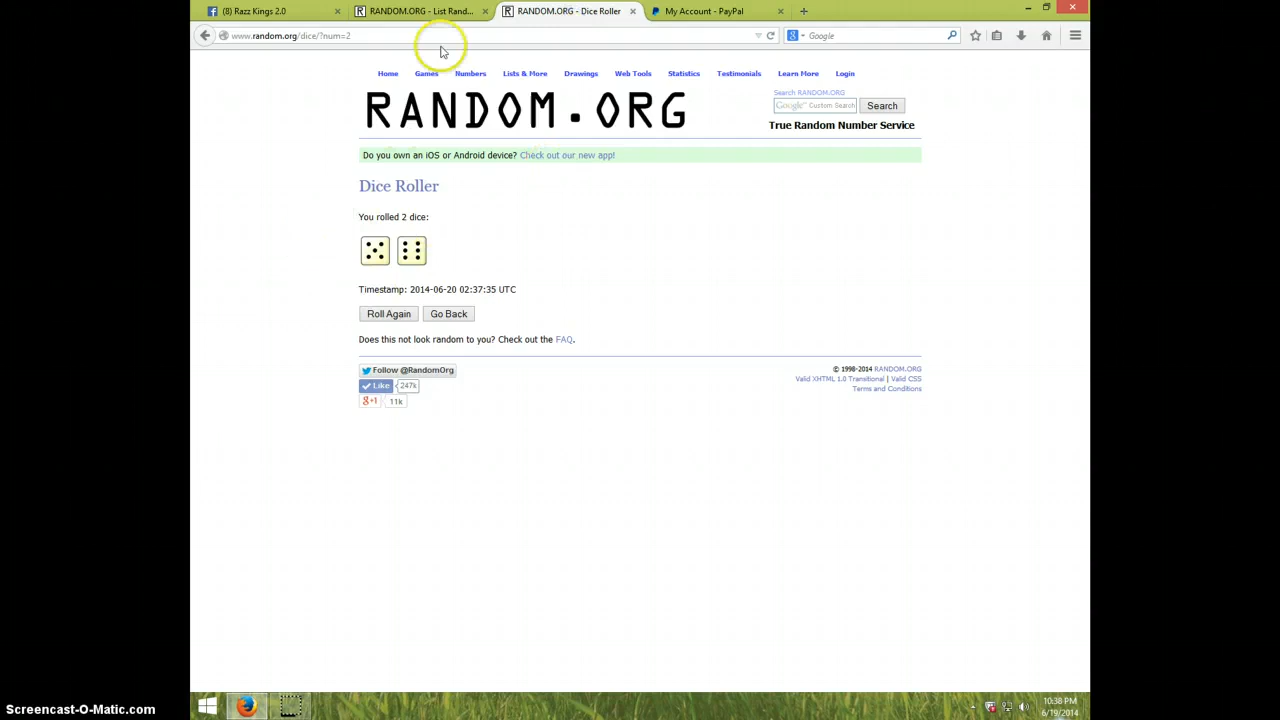 (8) Razz Kings 2.0
RANDOM.ORG - List Rand...
RANDOM.ORG - Dice Roller
My Account - PayPal
www.random.org/dice/?num=2
Google
Home Games Numbers Lists & More Drawings Web Tools Statistics Testimonials Learn More Login
RANDOM.ORG
Search RANDOM.ORG
Google™ Custom Search
Search
True Random Number Service
Do you own an iOS or Android device? Check out our new app!
Dice Roller
You rolled 2 dice:
Timestamp: 2014-06-20 02:37:35 UTC
Roll Again Go Back
Does this not look random to you? Check out the FAQ.
Follow @RandomOrg
Like 247k
+1 11k
© 1998-2014 RANDOM.ORG
Valid XHTML 1.0 Transitional | Valid CSS
Terms and Conditions
10:38 PM
6/19/2014
Screencast-O-Matic.com